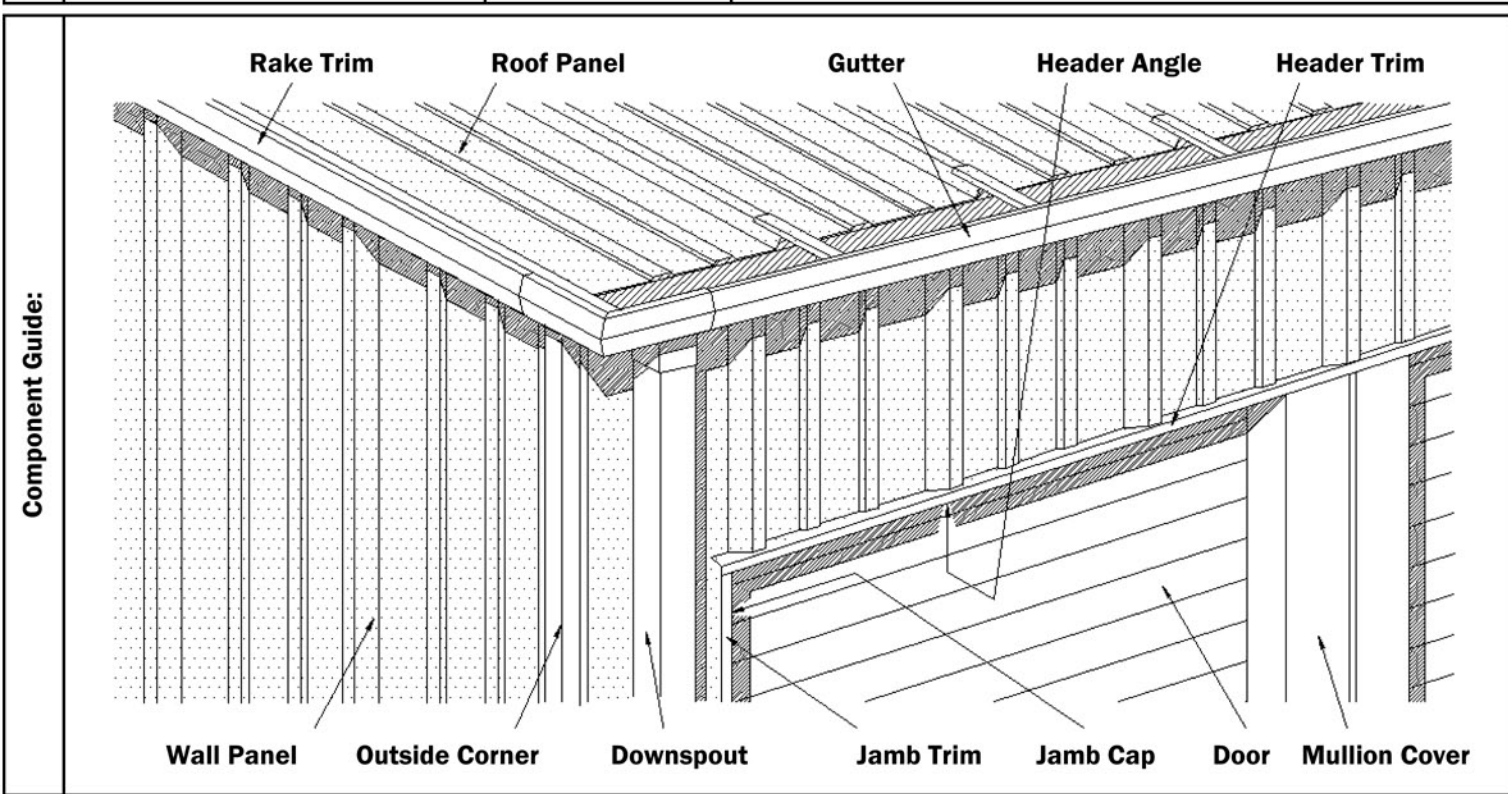 Component Guide:
Rake Trim Roof Panel Gutter Header Angle Header Trim
Wall Panel Outside Corner Downspout Jamb Trim Jamb Cap Door Mullion Cover